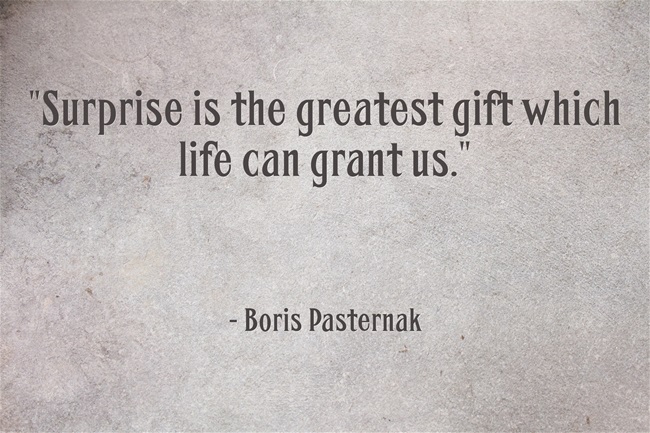 "Surprise is the greatest gift which
life can grant us."
- Boris Pasternak